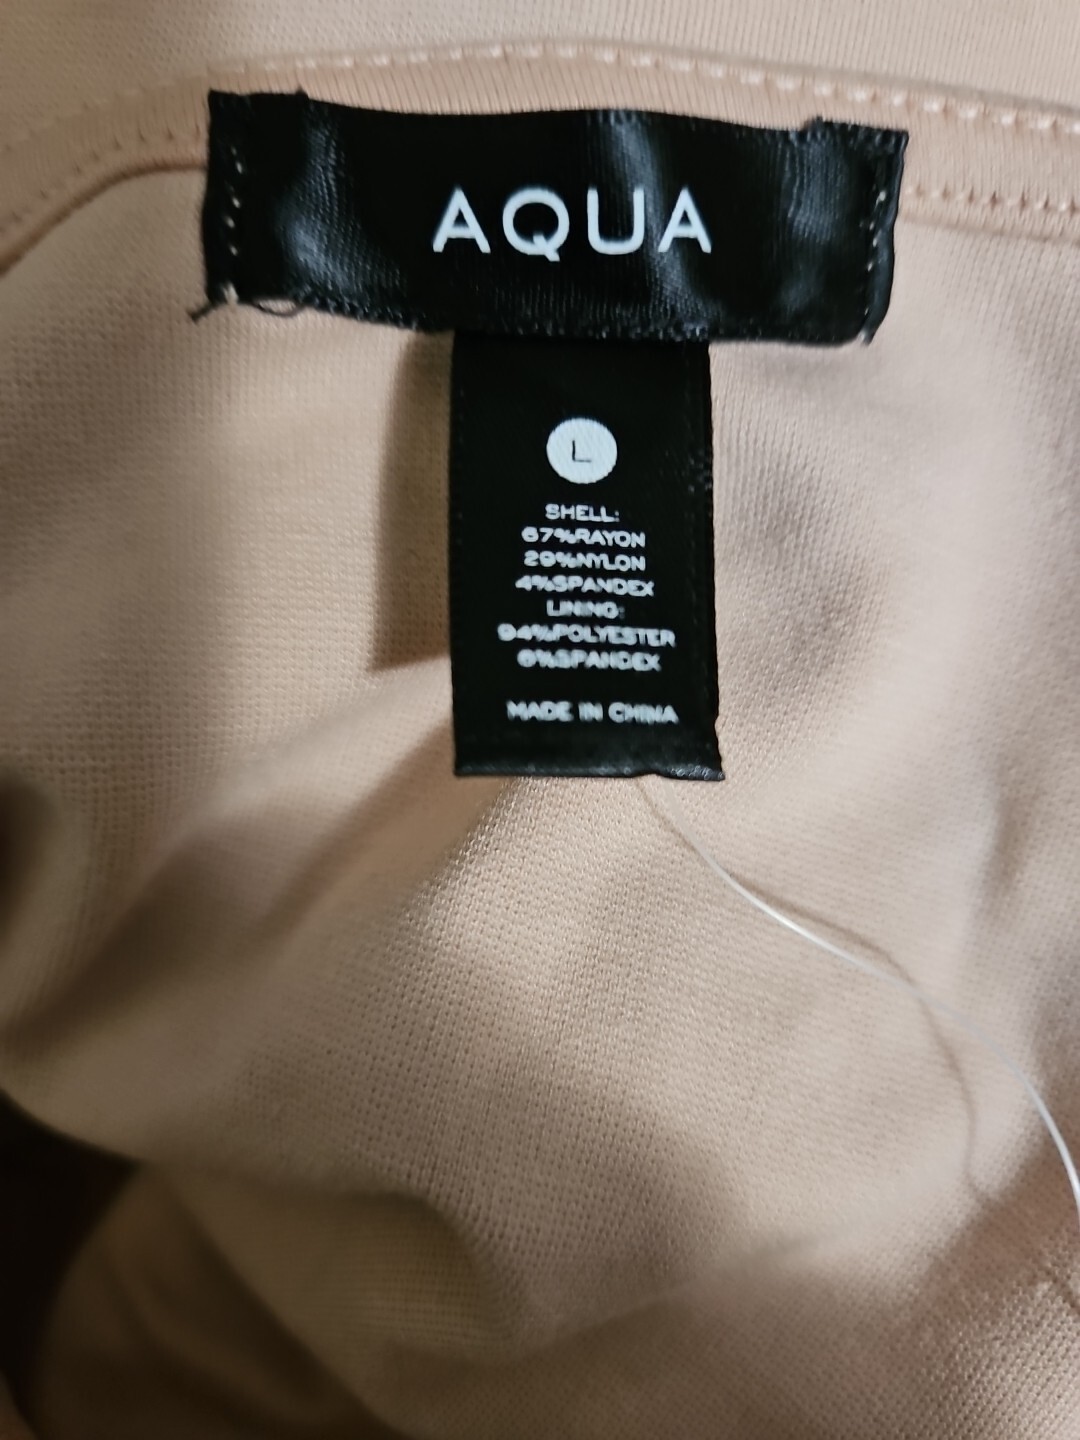 AQUA
L
SHELL:
67%RAYON
29%NYLON
4%SPANDEX
LINING:
94%POLYESTER
6%SPANDEX
MADE IN CHINA